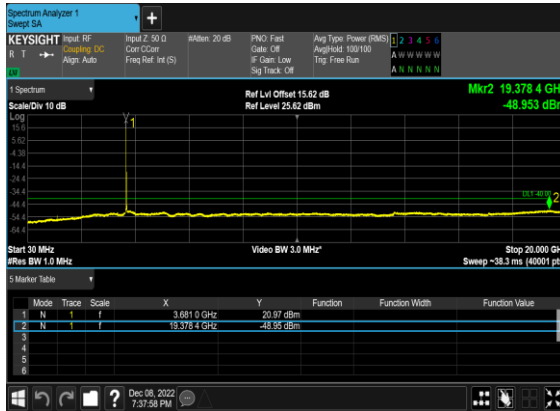 Spectrum Analyzer 1
Swept SA
KEYSIGHT
R T
Input: RF
Coupling: DC
Align: Auto
Input Z: 50 Ω
Corr CCorr
Freq Ref: Int (S)
#Atten: 20 dB
PNO: Fast
Gate: Off
IF Gain: Low
Sig Track: Off
Avg Type: Power (RMS)
Avg|Hold: 100/100
Trig: Free Run
1 2 3 4 5 6
A W W W W W
A N N N N N
1 Spectrum
Scale/Div 10 dB
Ref Lvl Offset 15.62 dB
Ref Level 25.62 dBm
Mkr2 19.378 4 GHz
-48.953 dBm
Log
15.6
5.62
-4.38
-14.4
-24.4
-34.4
-44.4
-54.4
-64.4
1
2
Start 30 MHz
#Res BW 1.0 MHz
Video BW 3.0 MHz*
Stop 20.000 GHz
Sweep ~38.3 ms (40001 pts)
5 Marker Table
Mode Trace Scale X Y Function Function Width Function Value
1 N 1 f 3.681 0 GHz 20.97 dBm
2 N 1 f 19.378 4 GHz -48.95 dBm
3
4
5
6
?
Dec 08, 2022
7:37:58 PM